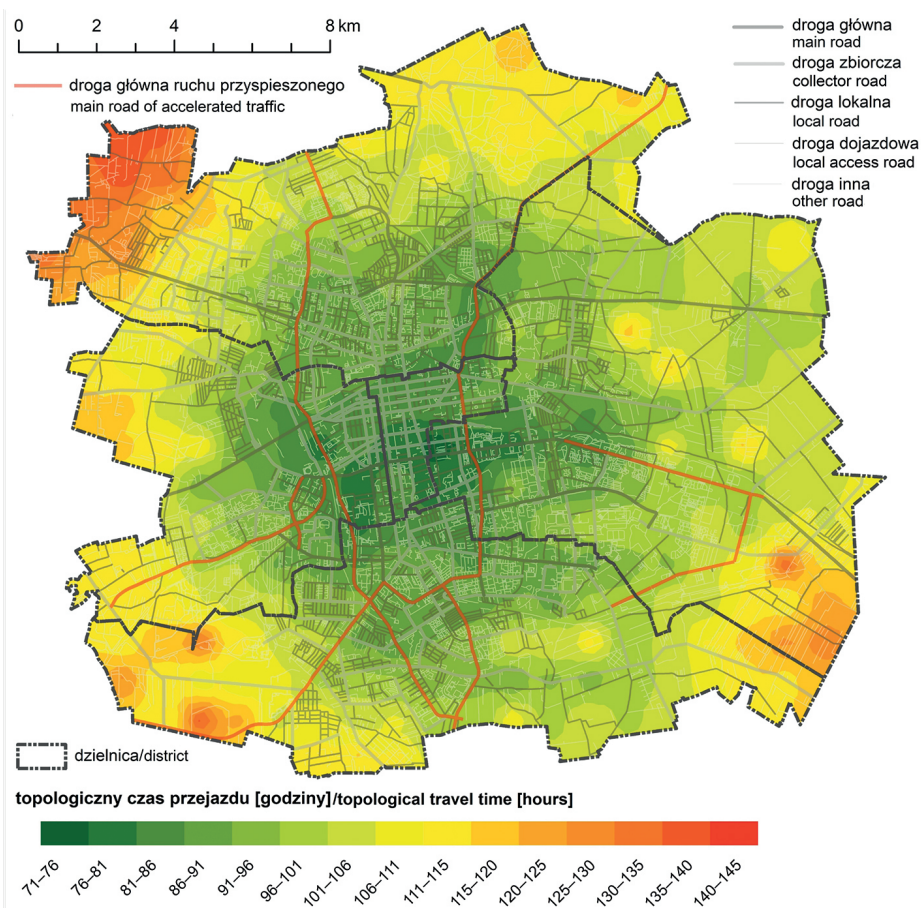 0 2 4 8 km
droga główna ruchu przyspieszonego
main road of accelerated traffic
droga główna
main road
droga zbiorcza
collector road
droga lokalna
local road
droga dojazdowa
local access road
droga inna
other road
dzielnica/district
topologiczny czas przejazdu [godziny]/topological travel time [hours]
71–76
76–81
81–86
86–91
91–96
96–101
101–106
106–111
111–115
115–120
120–125
125–130
130–135
135–140
140–145